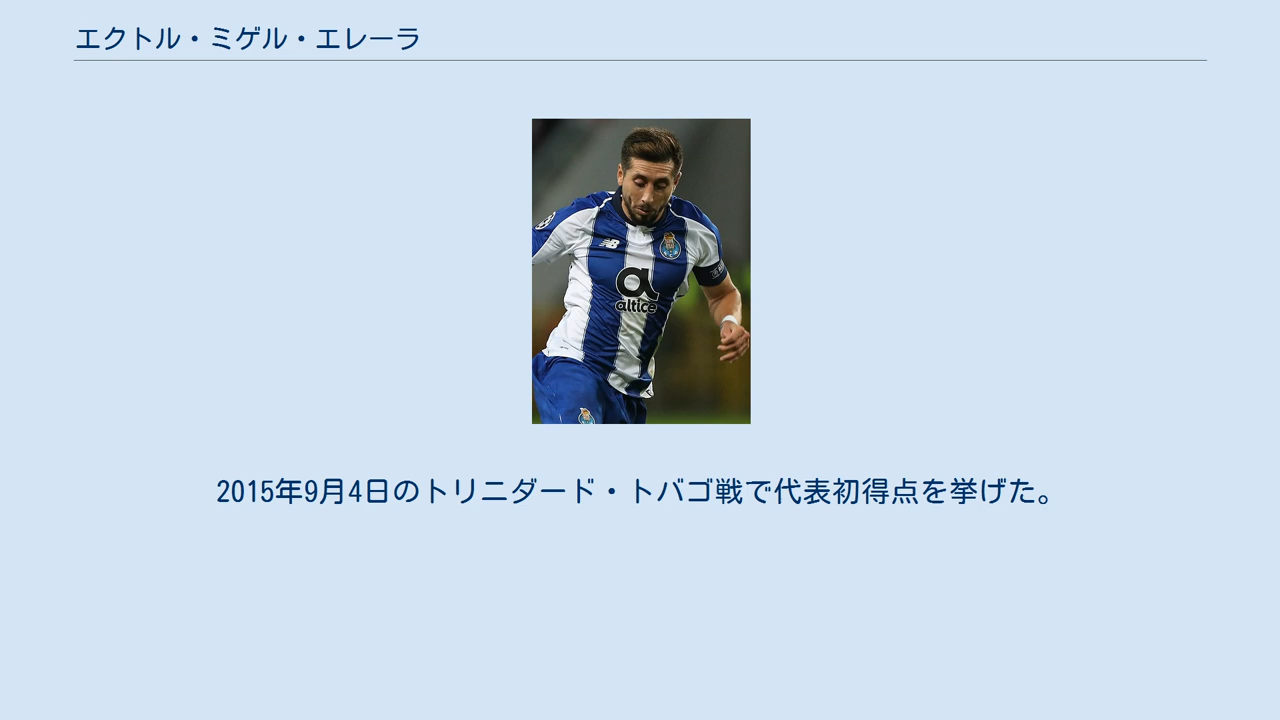 エクトル・ミゲル・エレーラ
altice
2015年9月4日のトリニダード・トバゴ戦で代表初得点を挙げた。